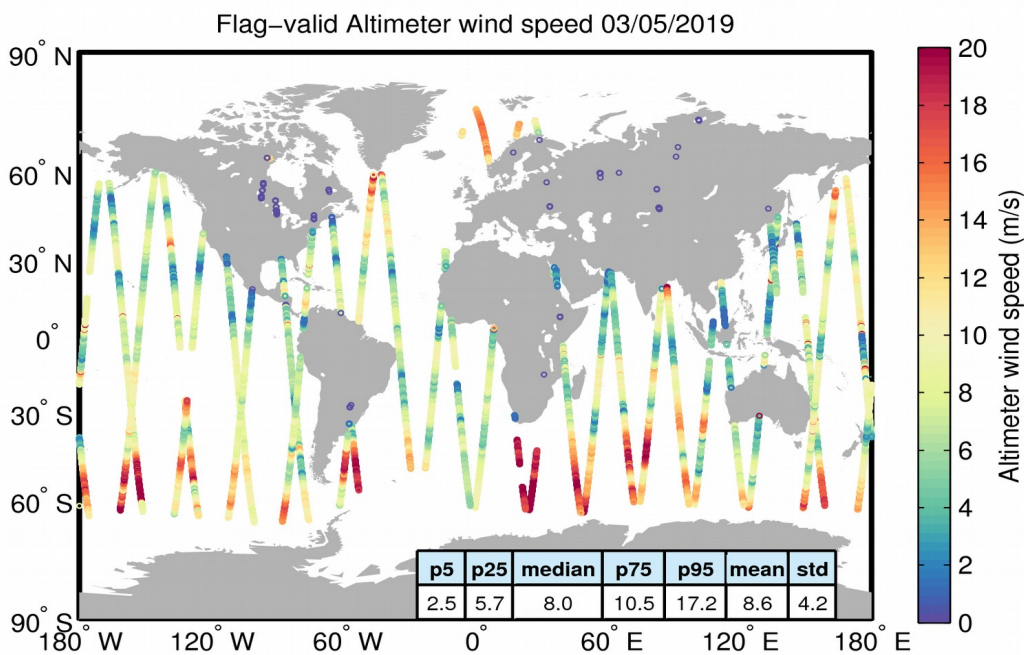 Flag-valid Altimeter wind speed 03/05/2019
90° N
60° N
30° N
0°
30° S
60° S
90° S
180° W
120° W
60° W
0°
60° E
120° E
180° E
p5 p25 median p75 p95 mean std
2.5 5.7 8.0 10.5 17.2 8.6 4.2
20
18
16
14
12
10
8
6
4
2
0
Altimeter wind speed (m/s)